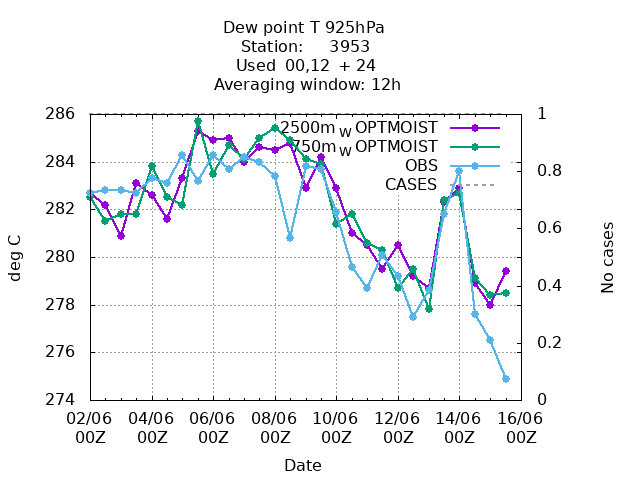 Dew point T 925hPa
Station: 3953
Used 00,12 + 24
Averaging window: 12h
286
284
282
280
278
276
274
1
0.8
0.6
0.4
0.2
0
2500m W OPTMOIST
750m W OPTMOIST
OBS
CASES
deg C
No cases
02/06 04/06 06/06 08/06 10/06 12/06 14/06 16/06
00Z 00Z 00Z 00Z 00Z 00Z 00Z 00Z
Date